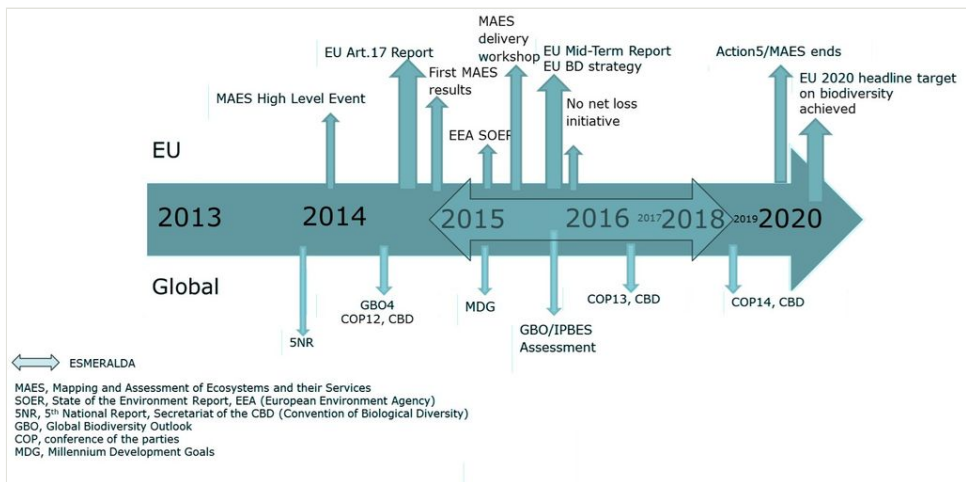 MAES
delivery
workshop
EU Art.17 Report
EU Mid-Term Report
EU BD strategy
Action5/MAES ends
First MAES
results
EU 2020 headline target
on biodiversity
achieved
MAES High Level Event
No net loss
initiative
EEA SOER
EU
2013 2014 2015 2016 2017 2018 2019 2020
Global
GBO4
COP12, CBD
MDG
COP13, CBD
COP14, CBD
5NR
GBO/IPBES
Assessment
ESMERALDA
MAES, Mapping and Assessment of Ecosystems and their Services
SOER, State of the Environment Report, EEA (European Environment Agency)
5NR, 5th National Report, Secretariat of the CBD (Convention of Biological Diversity)
GBO, Global Biodiversity Outlook
COP, conference of the parties
MDG, Millennium Development Goals